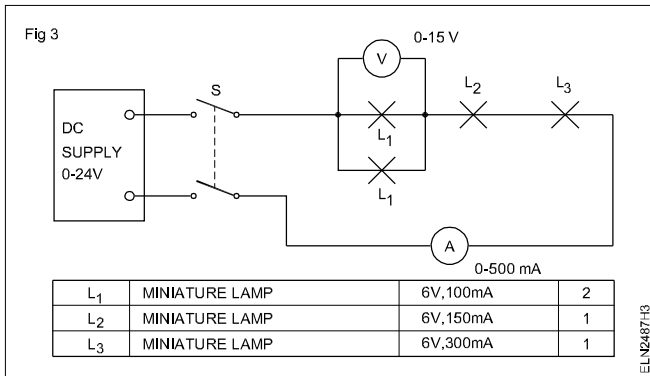 Fig 3
0-15 V
V
S
L2
L3
DC
SUPPLY
0-24V
L1
L1
A
0-500 mA
L1 MINIATURE LAMP 6V,100mA 2
L2 MINIATURE LAMP 6V,150mA 1
L3 MINIATURE LAMP 6V,300mA 1
ELN2487H3